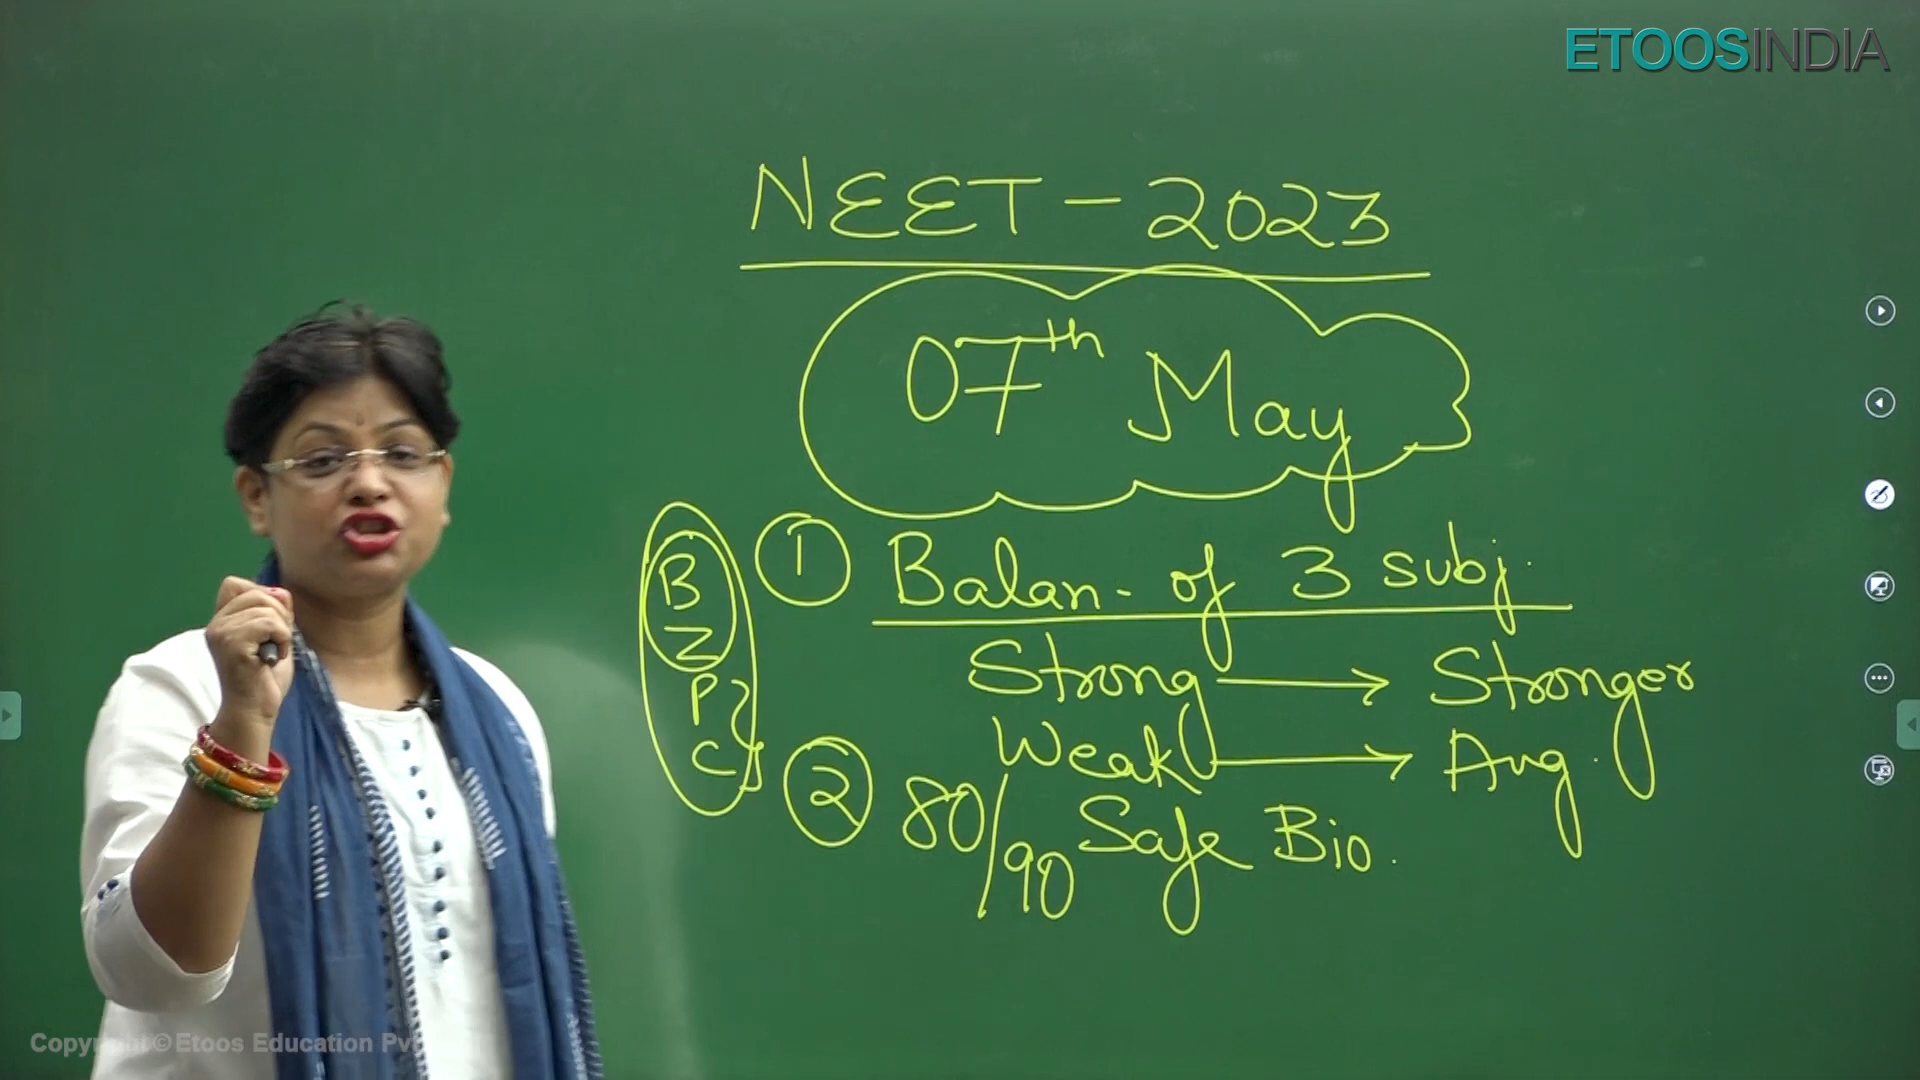 ETOOSINDIA
NEET-2023
07th May
B
Z
P
C
① Balan. of 3 subj.
Strong → Stronger
Weak → Avg.
② 80/90 Safe Bio.
Copyright © Etoos Education Pvt